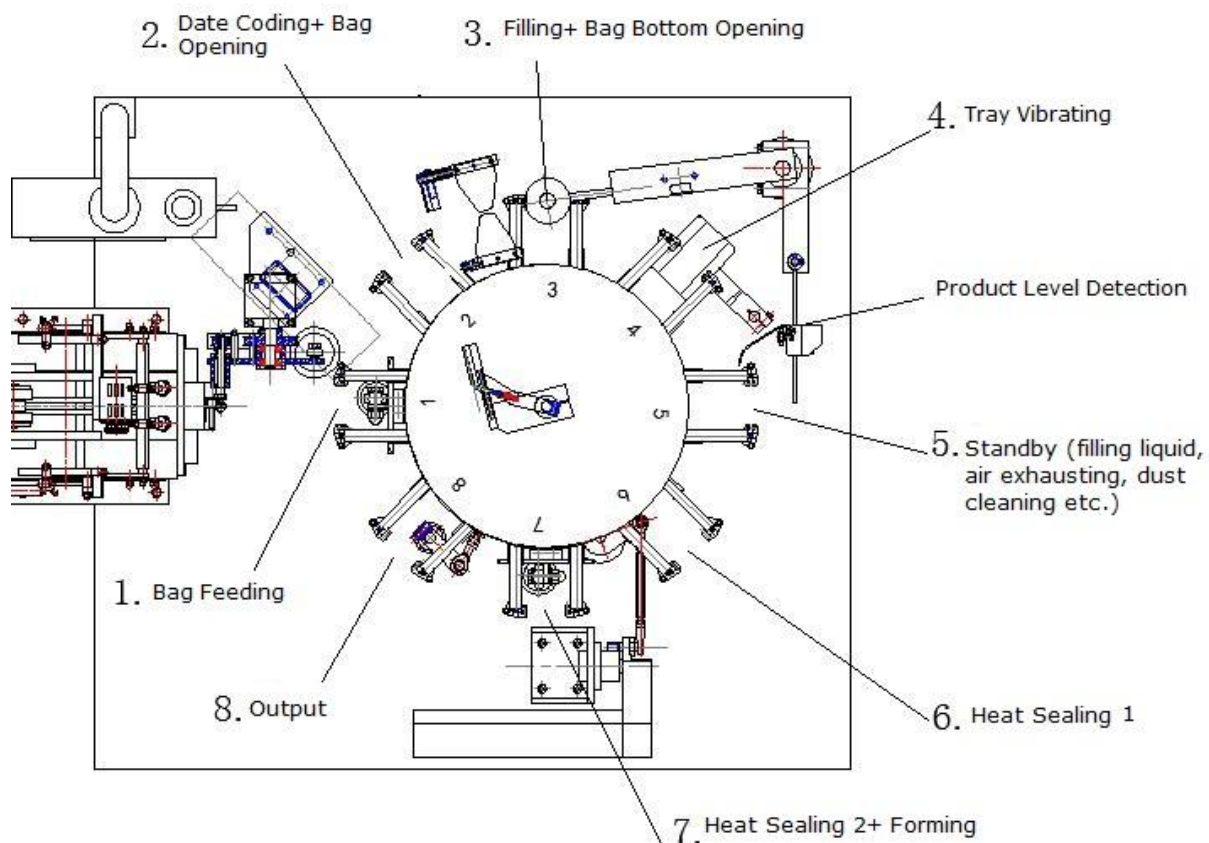 2. Date Coding+ Bag
Opening
3. Filling+ Bag Bottom Opening
4. Tray Vibrating
Product Level Detection
5. Standby (filling liquid,
air exhausting, dust
cleaning etc.)
1. Bag Feeding
8. Output
6. Heat Sealing 1
7. Heat Sealing 2+ Forming
1
2
3
4
5
6
7
8